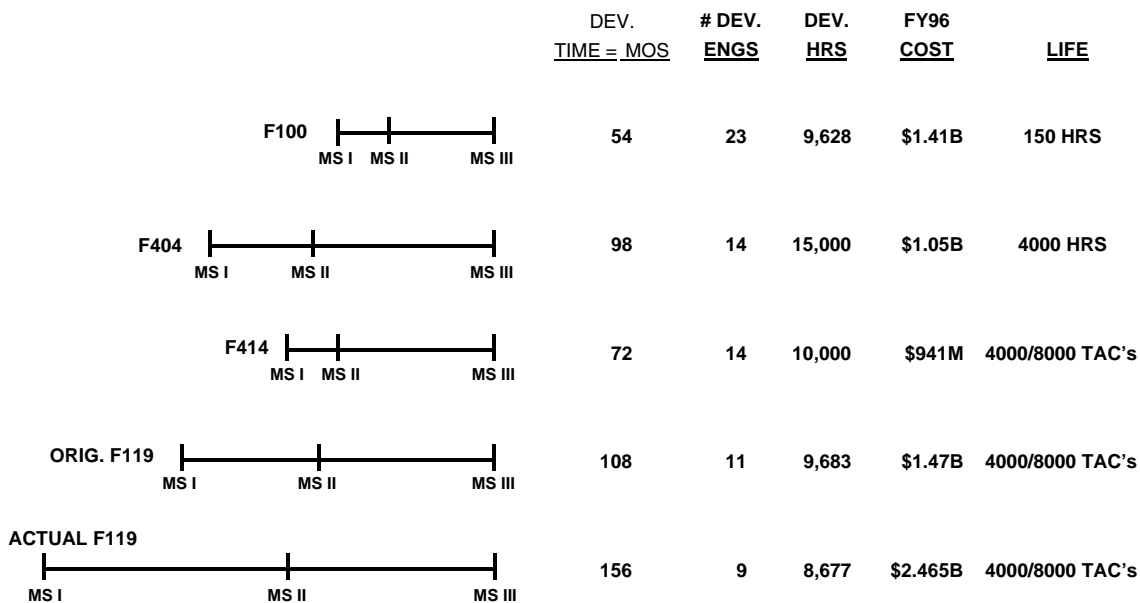 DEV. # DEV. DEV. FY96
TIME = MOS ENGS HRS COST LIFE
F100 54 23 9,628 $1.41B 150 HRS
MS I MS II MS III
F404 98 14 15,000 $1.05B 4000 HRS
MS I MS II MS III
F414 72 14 10,000 $941M 4000/8000 TAC's
MS I MS II MS III
ORIG. F119 108 11 9,683 $1.47B 4000/8000 TAC's
MS I MS II MS III
ACTUAL F119
156 9 8,677 $2.465B 4000/8000 TAC's
MS I MS II MS III